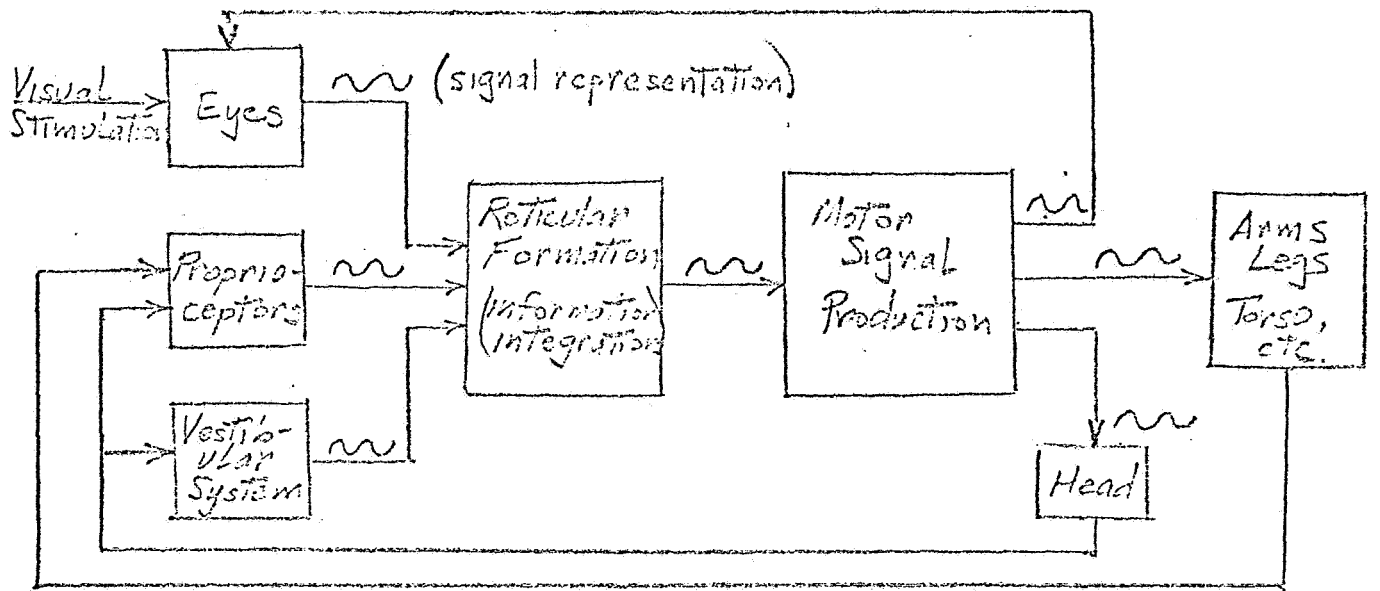 Visual
Stimulation
Eyes
(signal representation)
Proprio-
ceptors
Vestib-
ular
System
Reticular
Formation
(Information
Integration)
Motor
Signal
Production
Arms
Legs
Torso,
etc.
Head